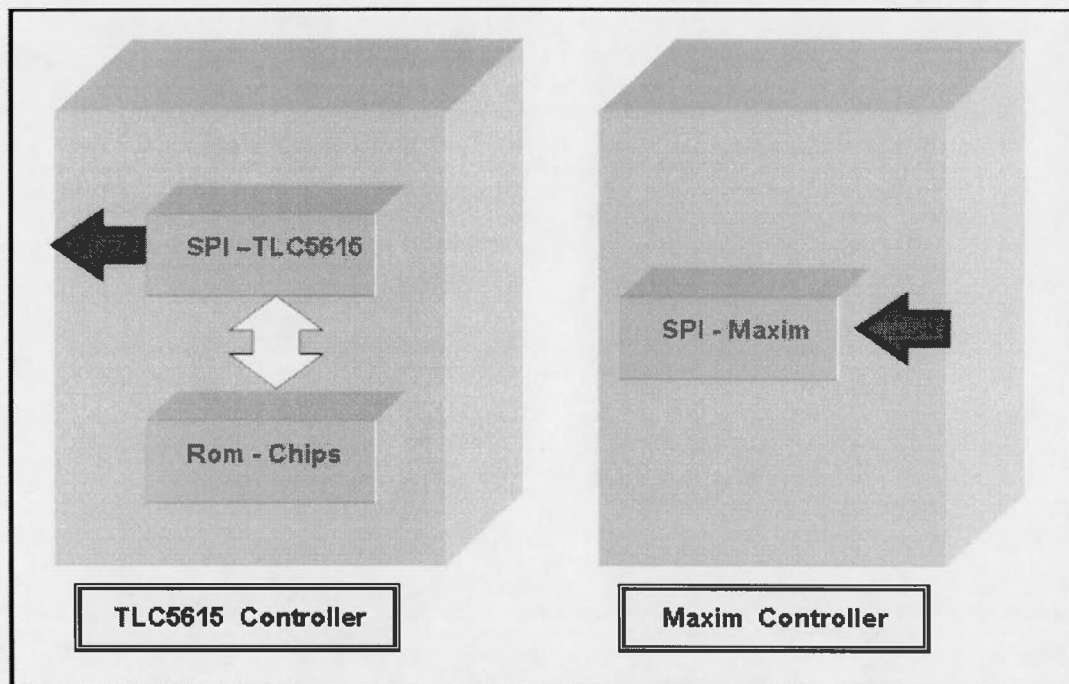 SPI –TLC5615
Rom - Chips
TLC5615 Controller
SPI - Maxim
Maxim Controller